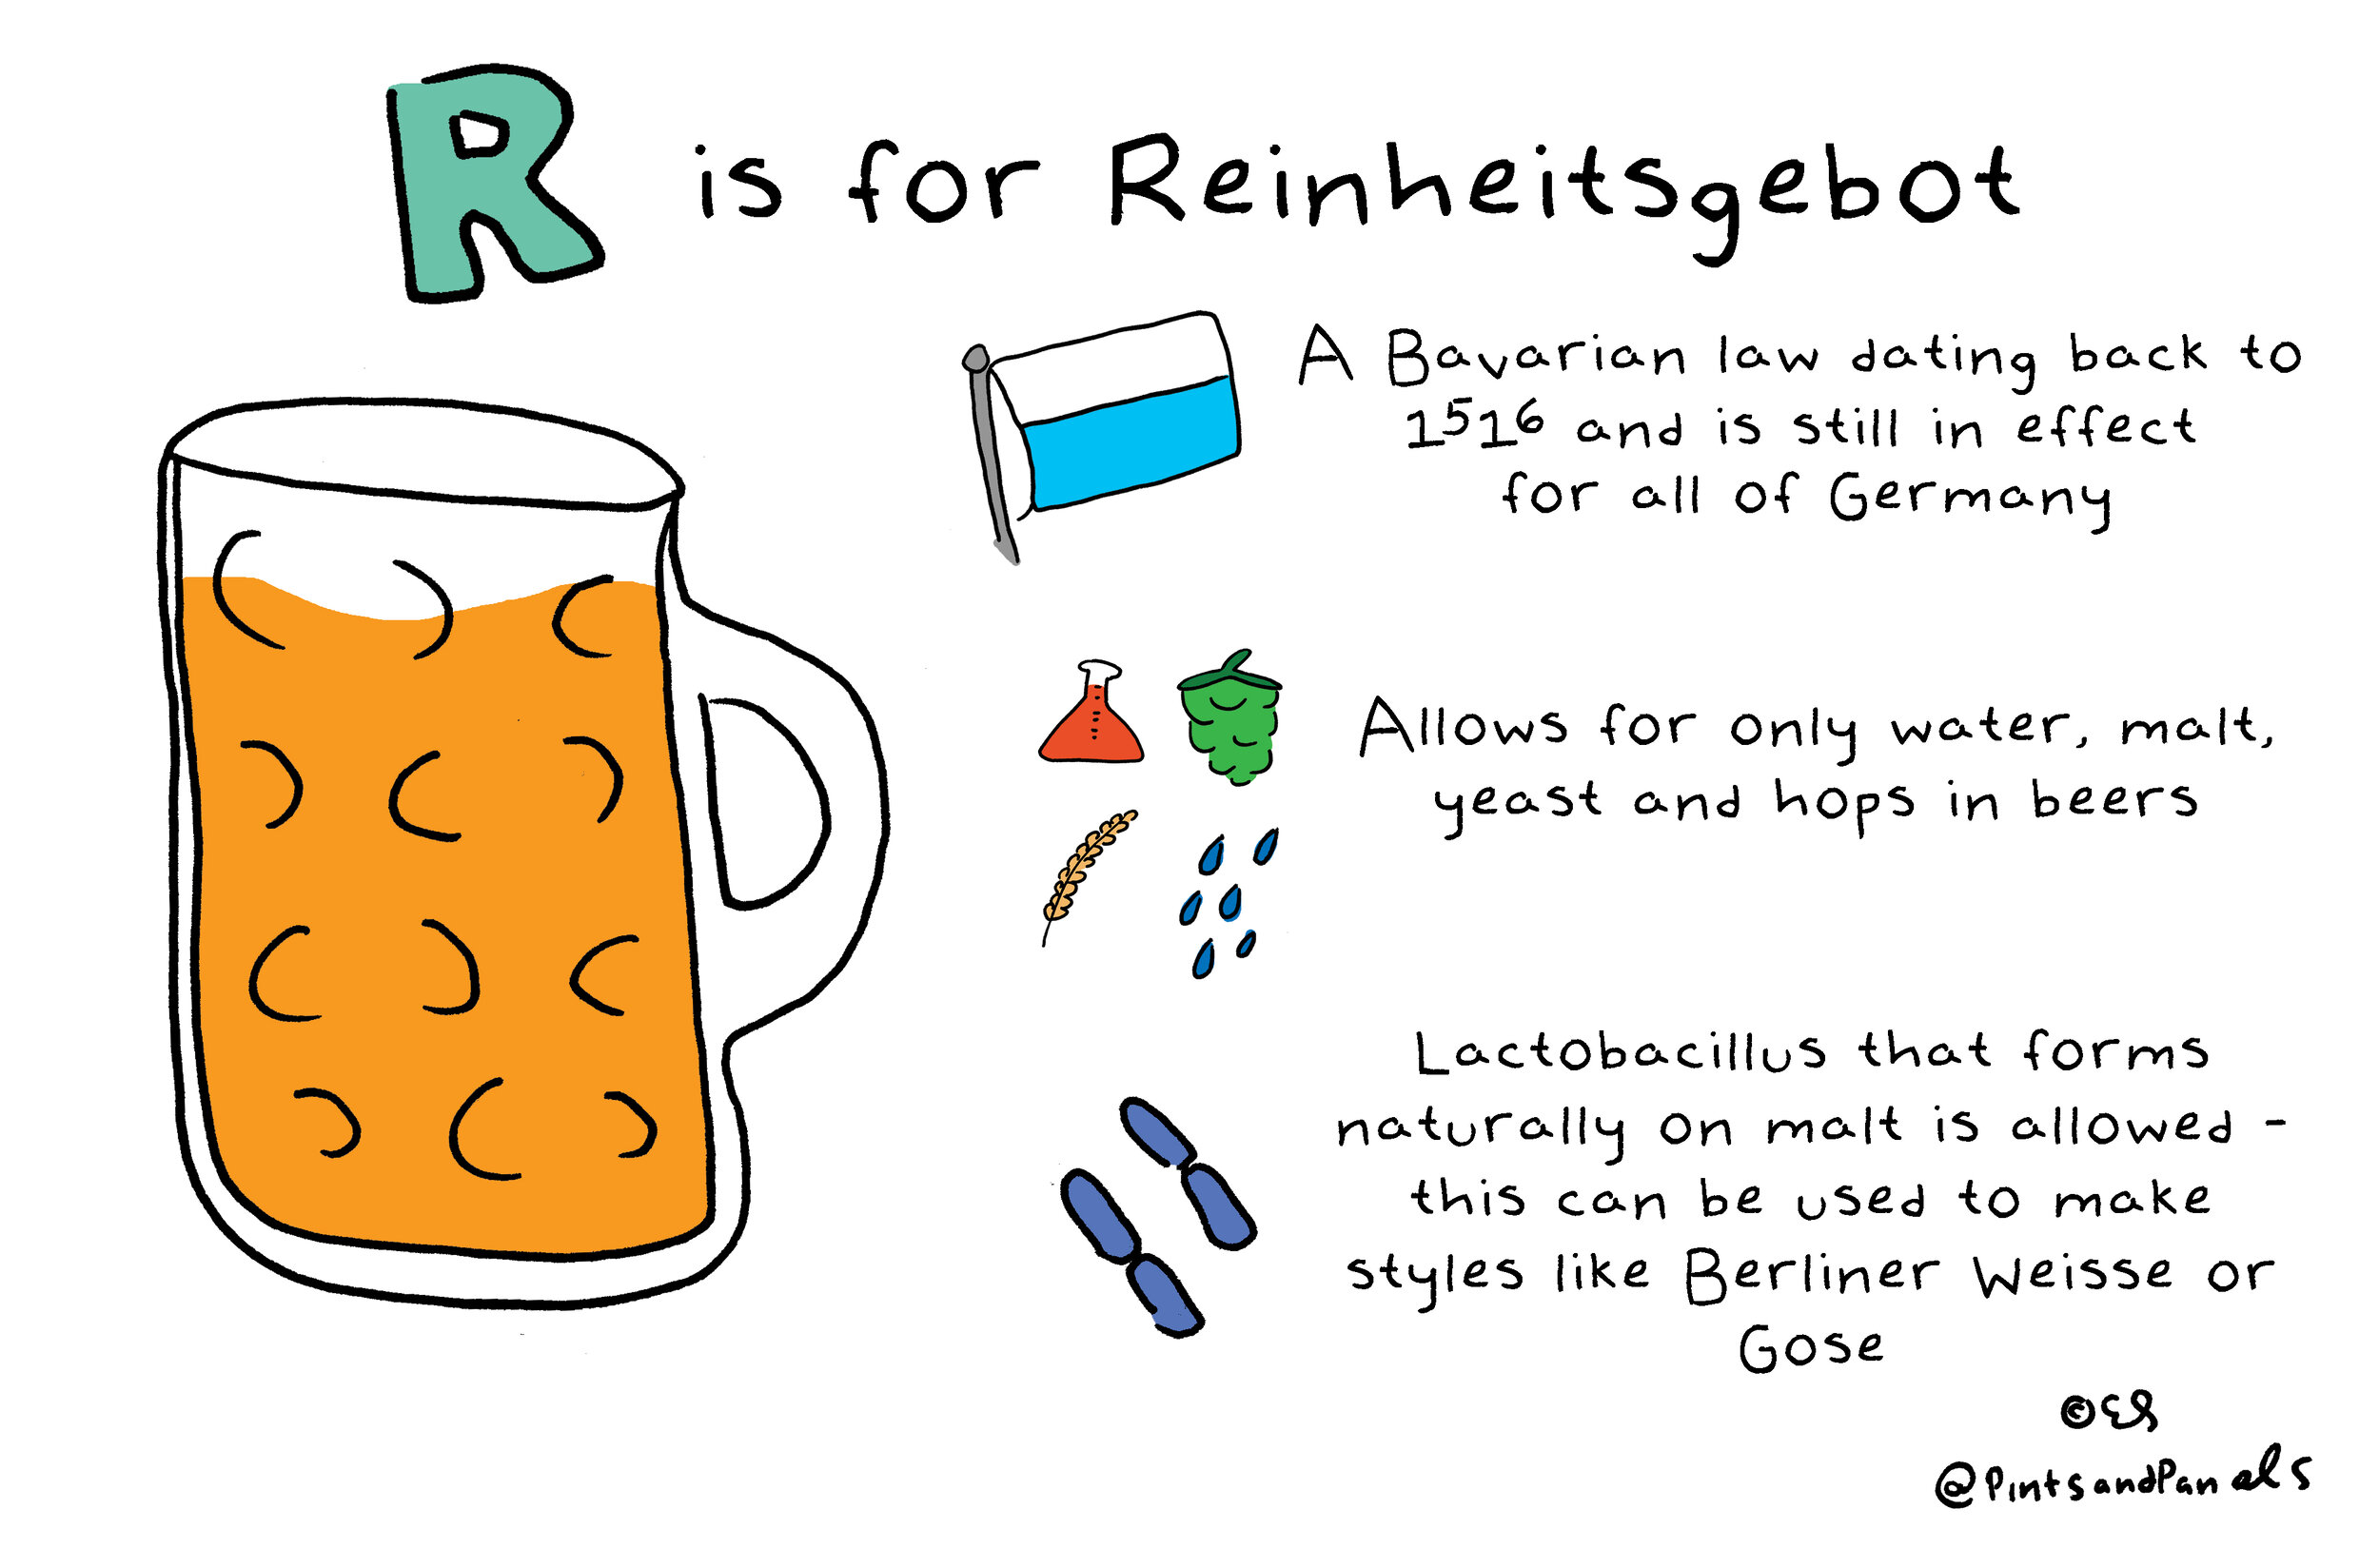 R is for Reinheitsgebot
A Bavarian law dating back to
1516 and is still in effect
for all of Germany
Allows for only water, malt,
yeast and hops in beers
Lactobacillus that forms
naturally on malt is allowed -
this can be used to make
styles like Berliner Weisse or
Gose
©ES
@PintsandPanels